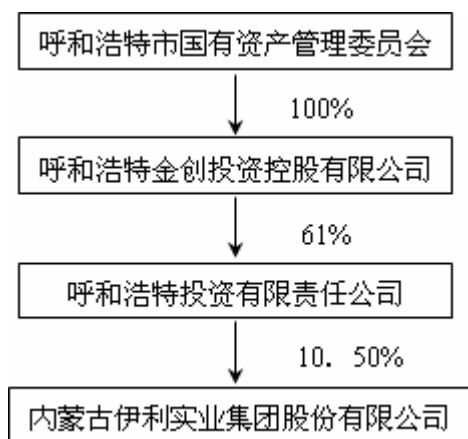 呼和浩特市国有资产管理委员会
100%
呼和浩特金创投资控股有限公司
61%
呼和浩特投资有限责任公司
10. 50%
内蒙古伊利实业集团股份有限公司